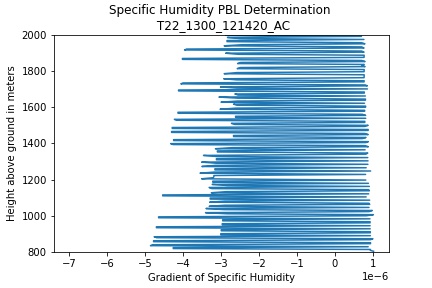 Specific Humidity PBL Determination
T22_1300_121420_AC
Height above ground in meters
2000
1800
1600
1400
1200
1000
800
−7 −6 −5 −4 −3 −2 −1 0 1
1e−6
Gradient of Specific Humidity